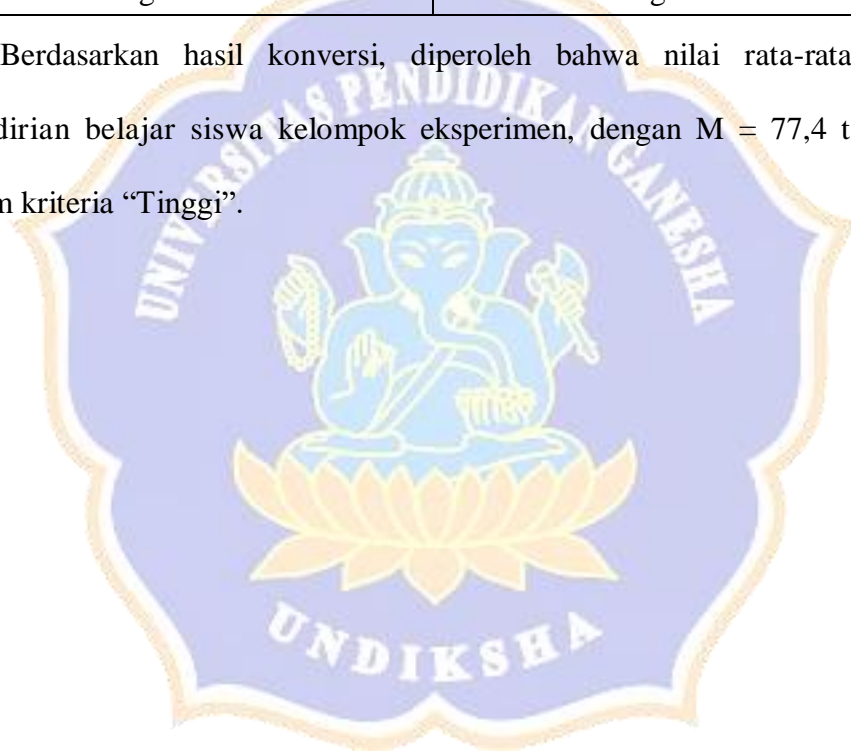 Berdasarkan hasil konversi, diperoleh bahwa nilai rata-rata
dirian belajar siswa kelompok eksperimen, dengan M = 77,4 t
m kriteria “Tinggi”.
UNIVERSITAS PENDIDIKAN GANESHA
UNDIKSHA